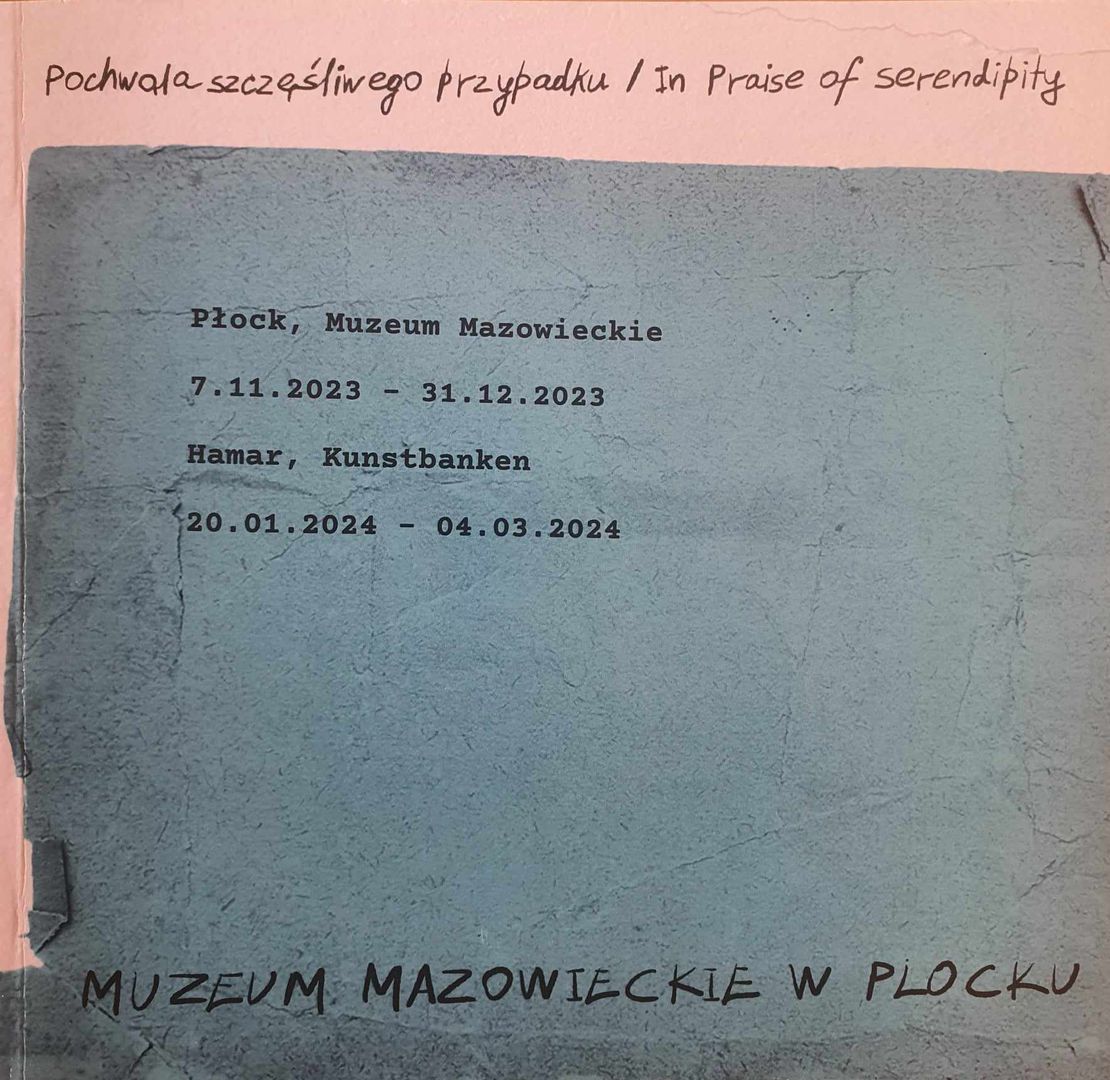 Pochwała szczęśliwego przypadku / In Praise of serendipity
Płock, Muzeum Mazowieckie
7.11.2023 – 31.12.2023
Hamar, Kunstbanken
20.01.2024 – 04.03.2024
MUZEUM MAZOWIECKIE W PŁOCKU